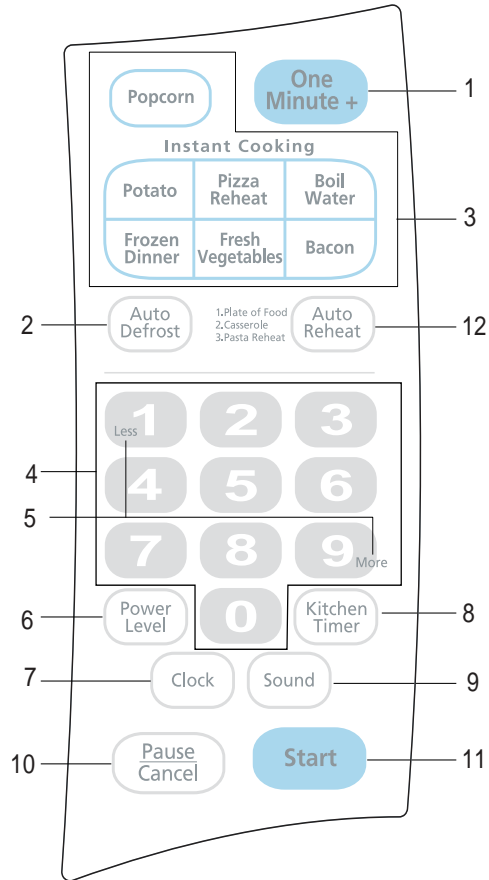 Popcorn
One
Minute +
1
Instant Cooking
Potato
Pizza
Reheat
Boil
Water
3
Frozen
Dinner
Fresh
Vegetables
Bacon
2
Auto
Defrost
1.Plate of Food
2.Casserole
3.Pasta Reheat
Auto
Reheat
12
1
Less
2
3
4
4
5
6
5
7
8
9
More
6
Power
Level
0
Kitchen
Timer
8
7
Clock
Sound
9
10
Pause
Cancel
Start
11